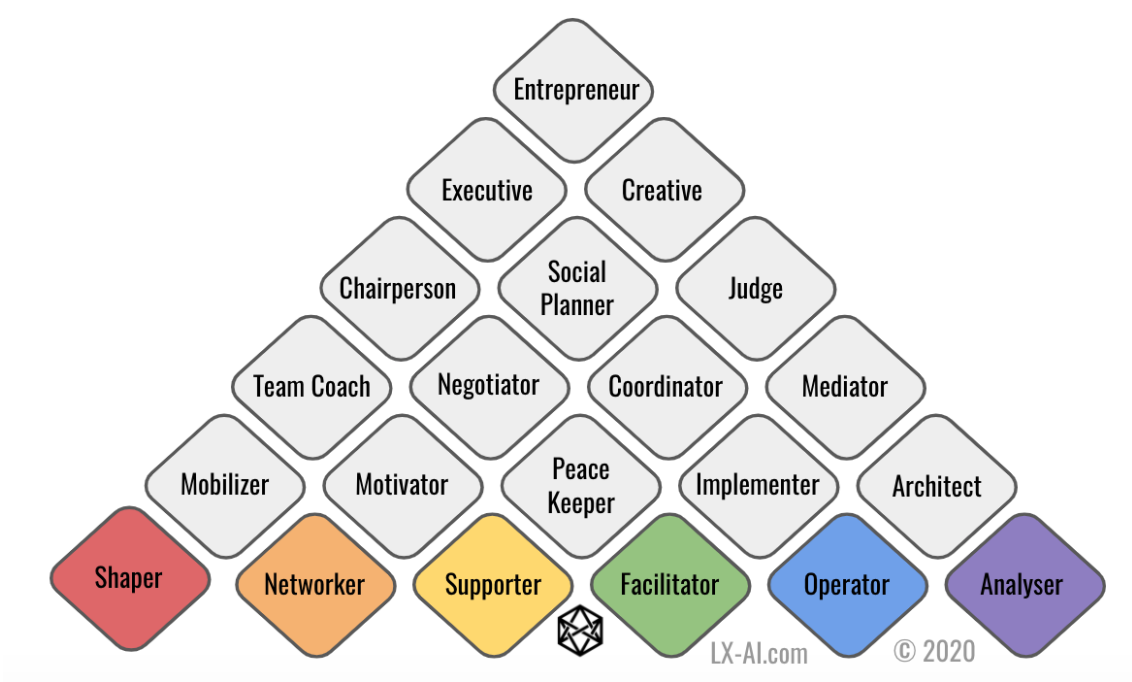 Entrepreneur
Executive
Creative
Chairperson
Social
Planner
Judge
Team Coach
Negotiator
Coordinator
Mediator
Mobilizer
Motivator
Peace
Keeper
Implementer
Architect
Shaper
Networker
Supporter
Facilitator
Operator
Analyser
LX-AI.com
© 2020